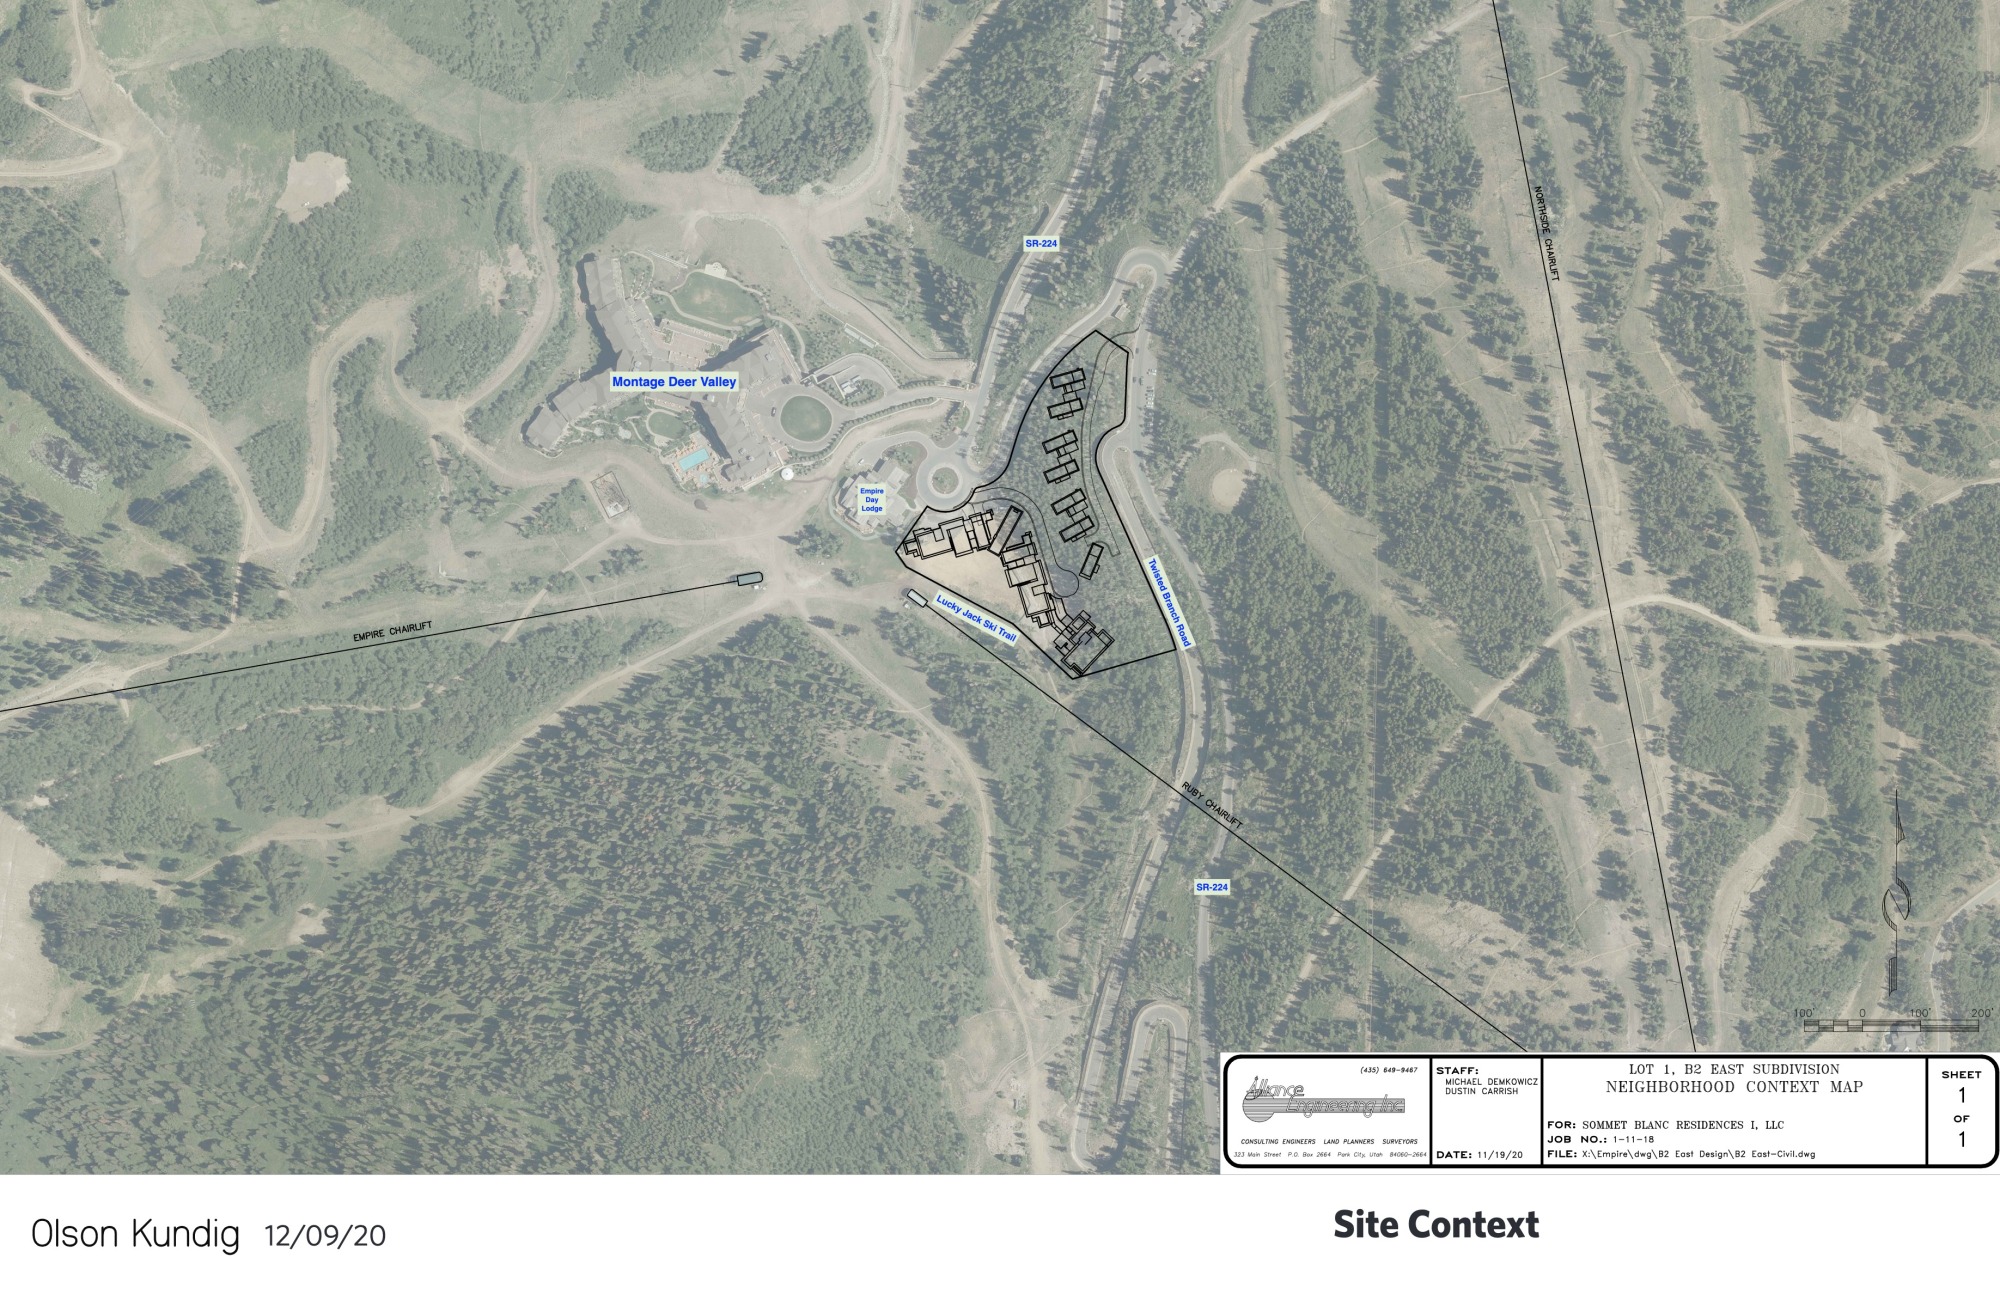 NORTHSIDE CHAIRLIFT
SR-224
Montage Deer Valley
Empire
Day
Lodge
Twisted Branch Road
Lucky Jack Ski Trail
EMPIRE CHAIRLIFT
RUBY CHAIRLIFT
SR-224
100' 0 100' 200'
(435) 649-9467
Alliance
Engineering Inc.
CONSULTING ENGINEERS LAND PLANNERS SURVEYORS
323 Main Street P.O. Box 2664 Park City, Utah 84060-2664
STAFF:
MICHAEL DEMKOWICZ
DUSTIN CARRISH
DATE: 11/19/20
LOT 1, B2 EAST SUBDIVISION
NEIGHBORHOOD CONTEXT MAP
FOR: SOMMET BLANC RESIDENCES I, LLC
JOB NO.: 1-11-18
FILE: X:\Empire\dwg\B2 East Design\B2 East-Civil.dwg
SHEET
1
OF
1
Olson Kundig 12/09/20
Site Context